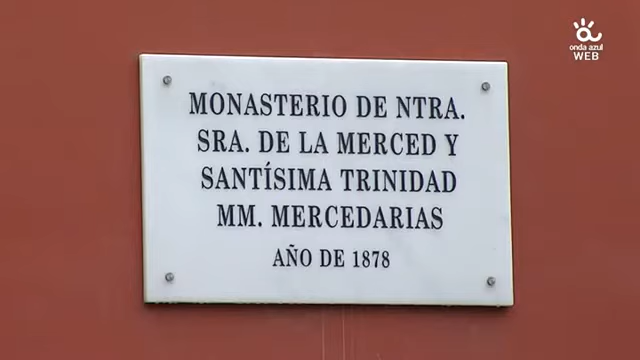 onda azul
WEB
MONASTERIO DE NTRA.
SRA. DE LA MERCED Y
SANTÍSIMA TRINIDAD
MM. MERCEDARIAS
AÑO DE 1878